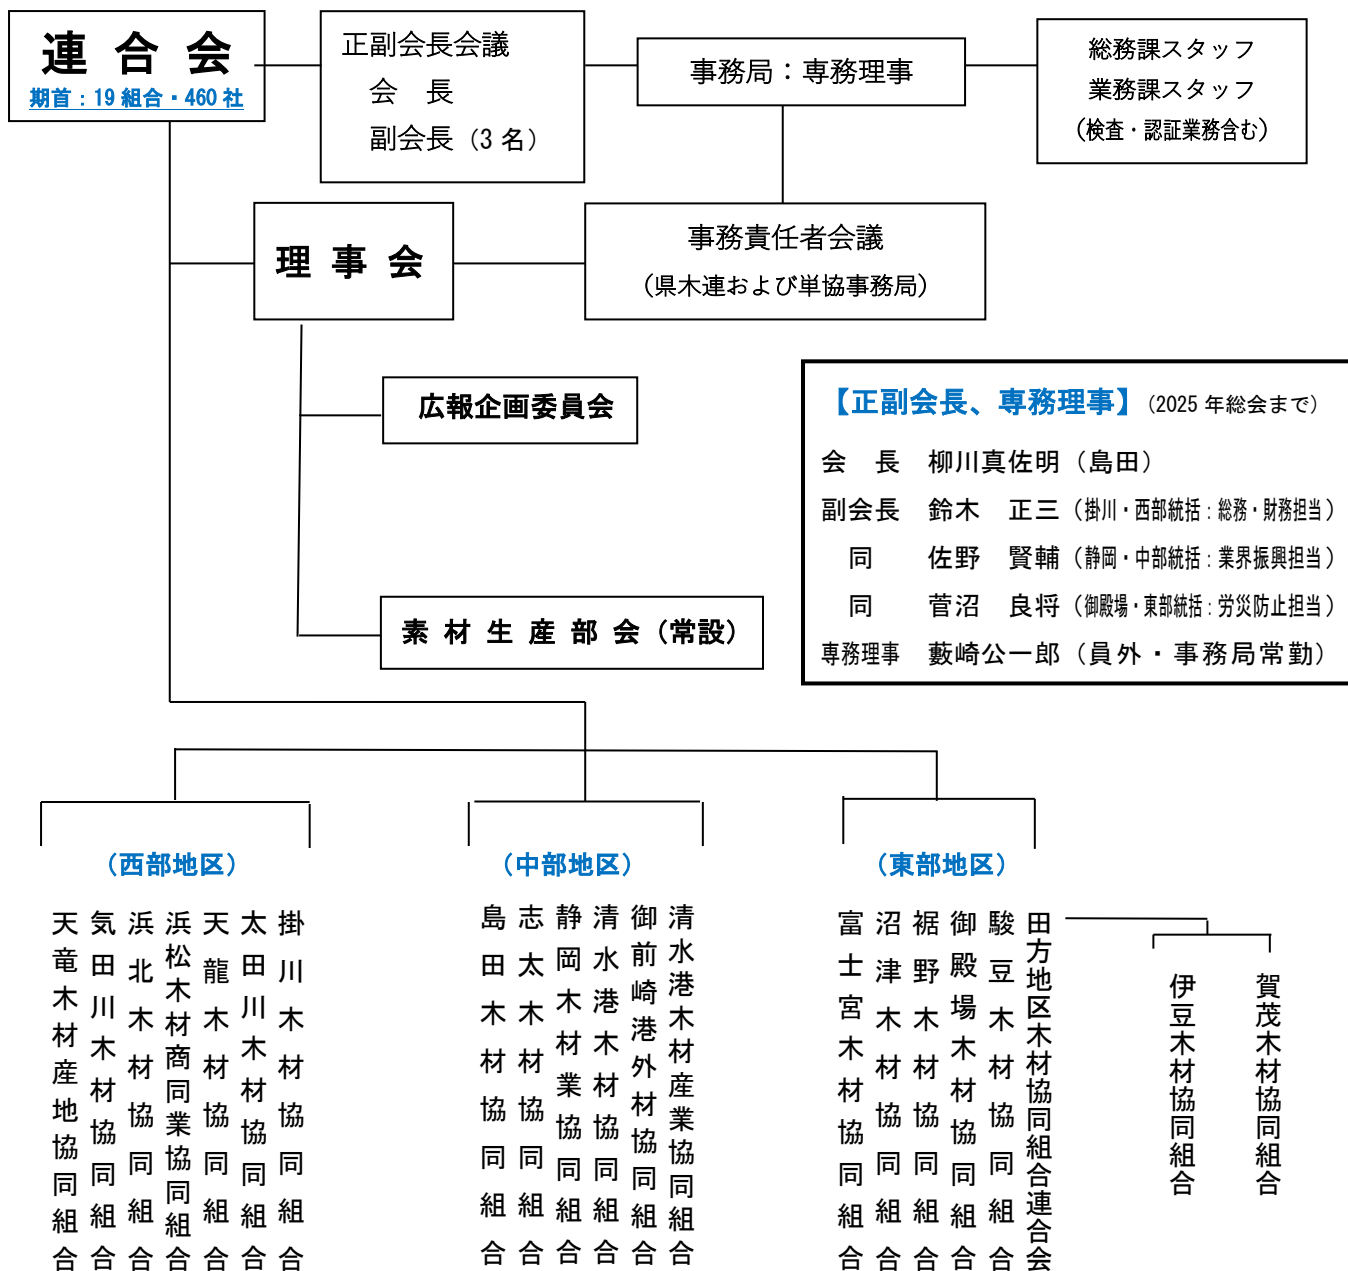 連 合 会
期首：19 組合・460 社
正副会長会議
会　長
副会長（3 名）
事務局：専務理事
総務課スタッフ
業務課スタッフ
（検査・認証業務含む）
理 事 会
事務責任者会議
（県木連および単協事務局）
広報企画委員会
素 材 生 産 部 会（常設）
【正副会長、専務理事】（2025 年総会まで）
会　長　柳川真佐明（島田）
副会長　鈴木　正三（掛川・西部統括：総務・財務担当）
同　佐野　賢輔（静岡・中部統括：業界振興担当）
同　菅沼　良将（御殿場・東部統括：労災防止担当）
専務理事　藪崎公一郎（員外・事務局常勤）
（西部地区）
天竜木材産地協同組合
気田川木材協同組合
浜北木材協同組合
浜松木材商同業協同組合
天龍木材協同組合
太田川木材協同組合
掛川木材協同組合
（中部地区）
島田木材協同組合
志太木材協同組合
静岡木材業協同組合
清水港木材協同組合
御前崎港外材協同組合
清水港木材産業協同組合
（東部地区）
富士宮木材協同組合
沼津木材協同組合
裾野木材協同組合
御殿場木材協同組合
駿豆木材協同組合
田方地区木材協同組合連合会
伊豆木材協同組合
賀茂木材協同組合